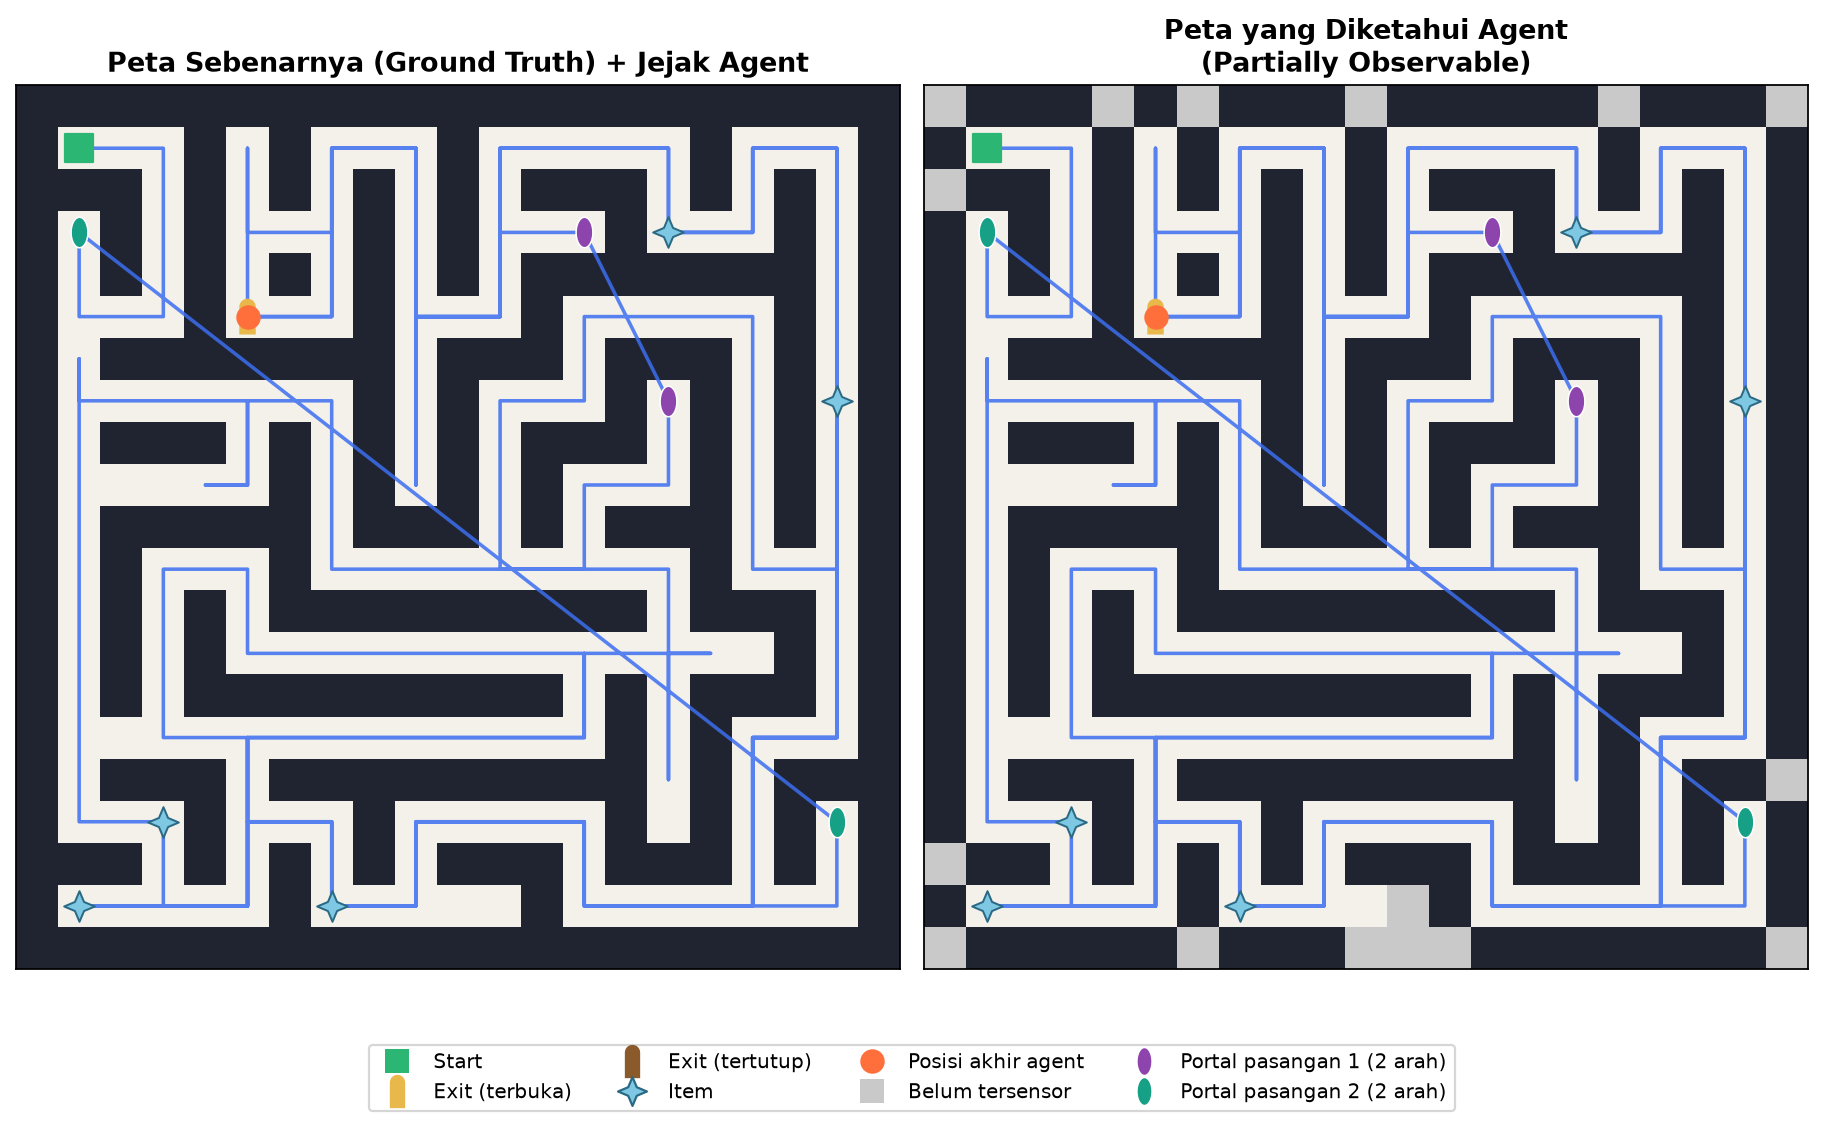 Peta Sebenarnya (Ground Truth) + Jejak Agent
Peta yang Diketahui Agent
(Partially Observable)
Start
Exit (terbuka)
Exit (tertutup)
Item
Posisi akhir agent
Belum tersensor
Portal pasangan 1 (2 arah)
Portal pasangan 2 (2 arah)